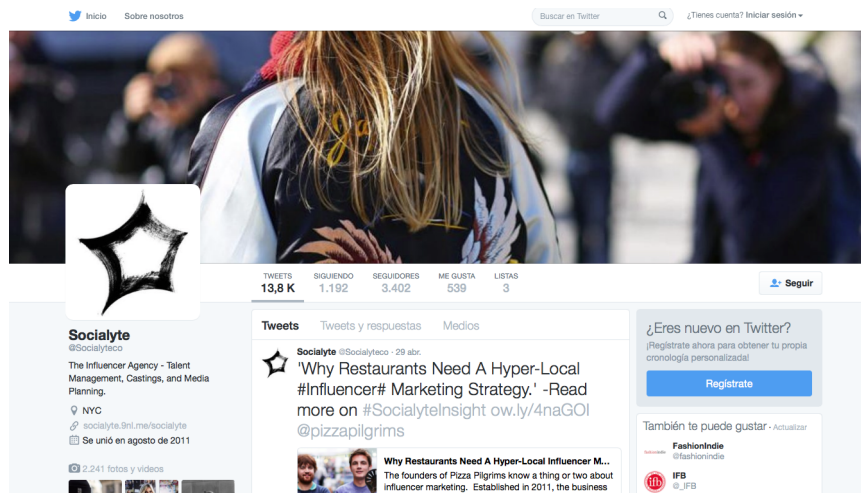 Inicio Sobre nosotros Buscar en Twitter ¿Tienes cuenta? Iniciar sesión
TWEETS SIGUIENDO SEGUIDORES ME GUSTA LISTAS
13,8 K 1.192 3.402 539 3
Seguir
Socialyte
@Socialyteco
The Influencer Agency - Talent
Management, Castings, and Media
Planning.
NYC
socialyte.9nl.me/socialyte
Se unió en agosto de 2011
2.241 fotos y videos
Tweets Tweets y respuestas Medios
Socialyte @Socialyteco · 29 abr.
'Why Restaurants Need A Hyper-Local
#Influencer# Marketing Strategy.' -Read
more on #SocialyteInsight ow.ly/4naGOI
@pizzapilgrims
Why Restaurants Need A Hyper-Local Influencer M...
The founders of Pizza Pilgrims know a thing or two about
influencer marketing. Established in 2011, the business
¿Eres nuevo en Twitter?
¡Regístrate ahora para obtener tu propia
cronología personalizada!
Regístrate
También te puede gustar · Actualizar
FashionIndie
@fashionindie
ifb
IFB
@_IFB